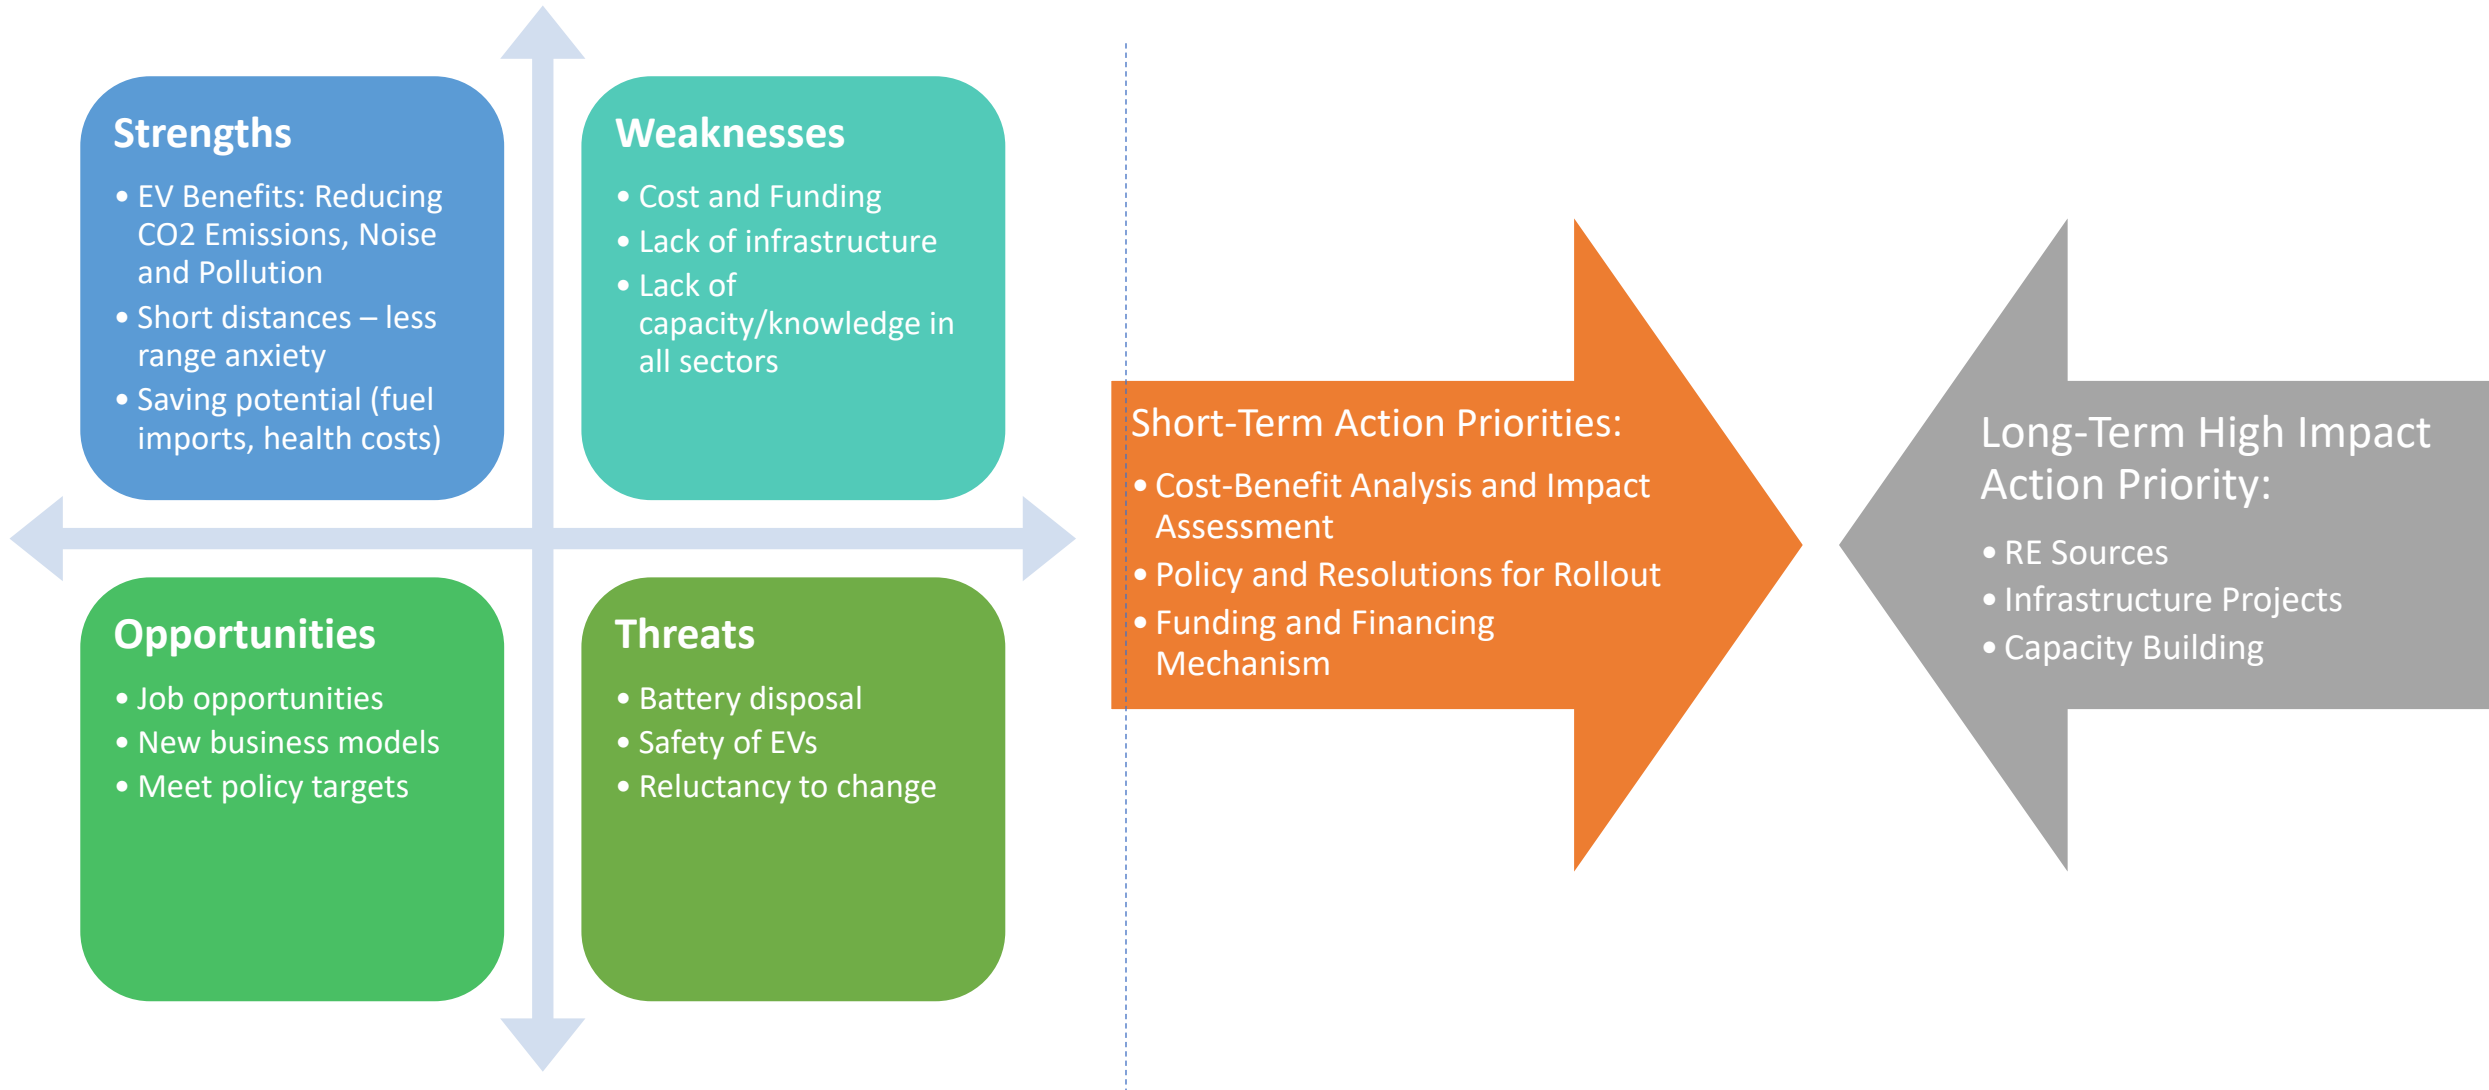 Strengths
• EV Benefits: Reducing
CO2 Emissions, Noise
and Pollution
• Short distances – less
range anxiety
• Saving potential (fuel
imports, health costs)
Weaknesses
• Cost and Funding
• Lack of infrastructure
• Lack of
capacity/knowledge in
all sectors
Opportunities
• Job opportunities
• New business models
• Meet policy targets
Threats
• Battery disposal
• Safety of EVs
• Reluctancy to change
Short-Term Action Priorities:
• Cost-Benefit Analysis and Impact
Assessment
• Policy and Resolutions for Rollout
• Funding and Financing
Mechanism
Long-Term High Impact
Action Priority:
• RE Sources
• Infrastructure Projects
• Capacity Building